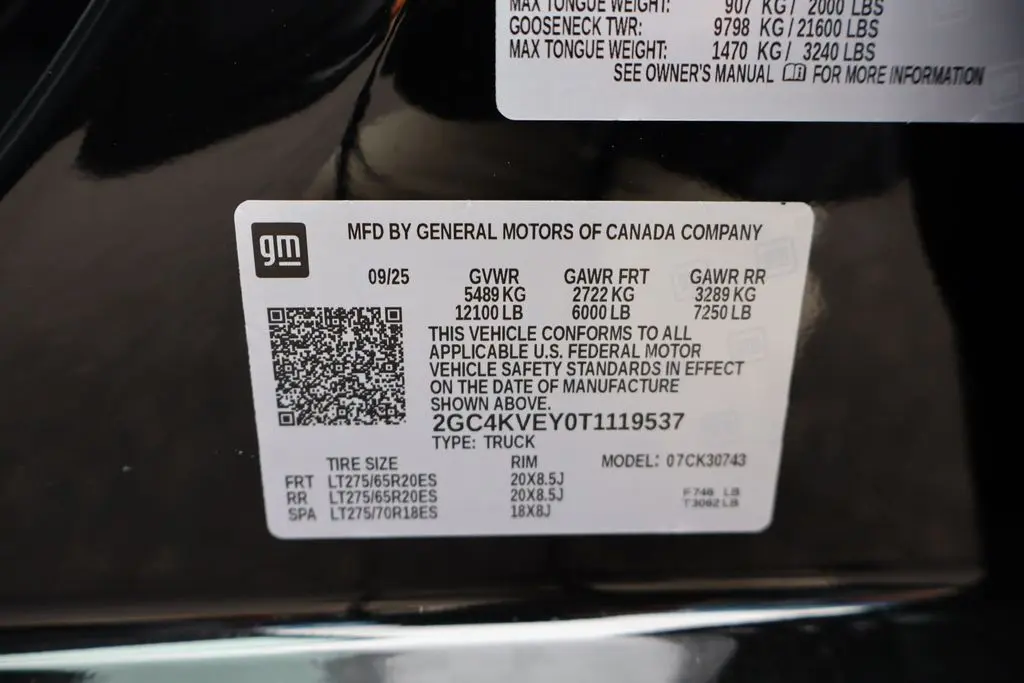 MAX TONGUE WEIGHT: 907 KG / 2000 LBS
GOOSENECK TWR: 9798 KG / 21600 LBS
MAX TONGUE WEIGHT: 1470 KG / 3240 LBS
SEE OWNER'S MANUAL FOR MORE INFORMATION
gm
MFD BY GENERAL MOTORS OF CANADA COMPANY
09/25 GVWR GAWR FRT GAWR RR
5489 KG 2722 KG 3289 KG
12100 LB 6000 LB 7250 LB
THIS VEHICLE CONFORMS TO ALL
APPLICABLE U.S. FEDERAL MOTOR
VEHICLE SAFETY STANDARDS IN EFFECT
ON THE DATE OF MANUFACTURE
SHOWN ABOVE.
2GC4KVEY0T1119537
TYPE: TRUCK
TIRE SIZE RIM MODEL: 07CK30743
FRT LT275/65R20ES 20X8.5J
RR LT275/65R20ES 20X8.5J
SPA LT275/70R18ES 18X8J
F748 LB
T3062 LB